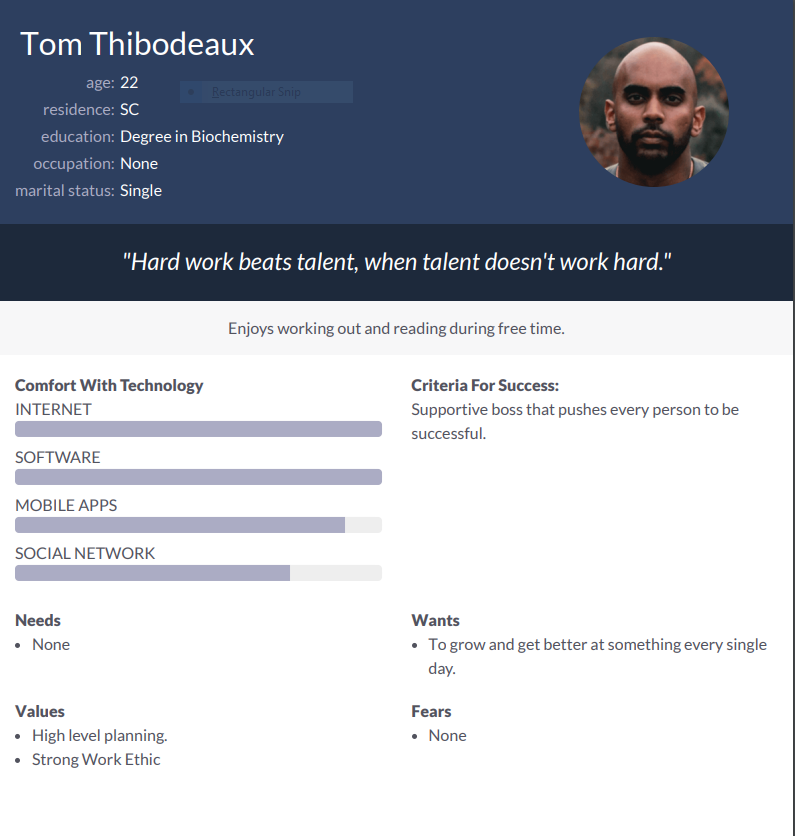 Tom Thibodeaux
age: 22
Rectangular Snip
residence: SC
education: Degree in Biochemistry
occupation: None
marital status: Single
"Hard work beats talent, when talent doesn't work hard."
Enjoys working out and reading during free time.
Comfort With Technology
INTERNET
SOFTWARE
MOBILE APPS
SOCIAL NETWORK
Criteria For Success:
Supportive boss that pushes every person to be
successful.
Needs
• None
Wants
• To grow and get better at something every single
day.
Values
• High level planning.
• Strong Work Ethic
Fears
• None